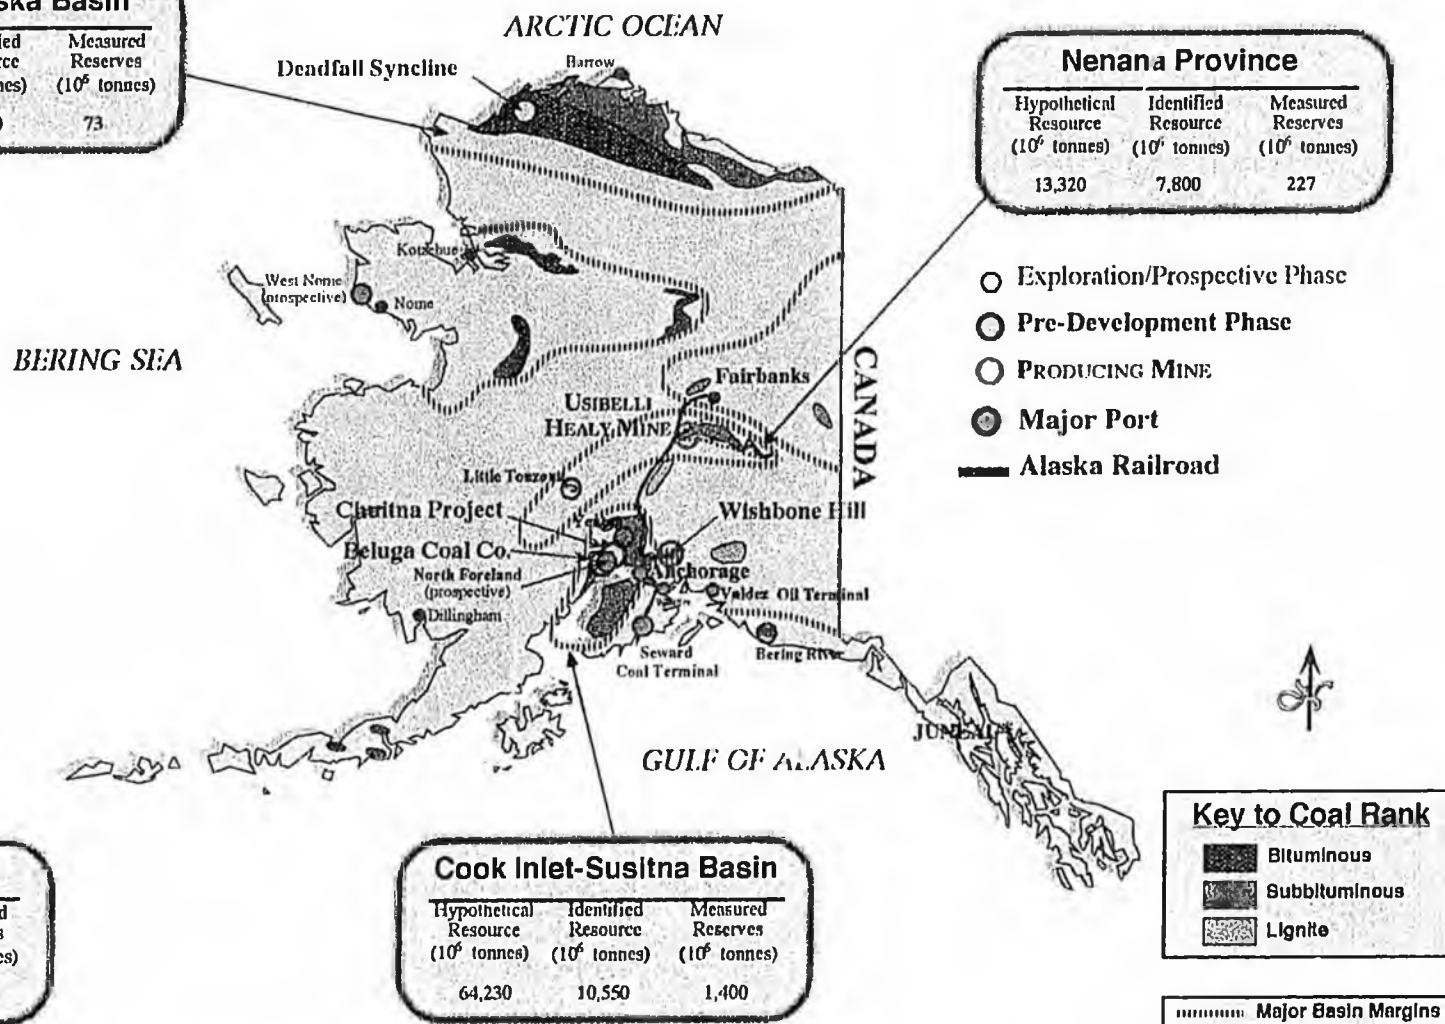 ska Basin
Measured
Reserves
(10⁶ tonnes)
73
ARCTIC OCEAN
Deadfall Syncline
Barrow
Nenana Province
Hypothetical Identified Measured
Resource Resource Reserves
(10⁶ tonnes) (10⁶ tonnes) (10⁶ tonnes)
13,320 7,800 227
West Nome
(prospective)
Nome
BERING SEA
Exploration/Prospective Phase
Pre-Development Phase
PRODUCING MINE
Major Port
Alaska Railroad
CANADA
Fairbanks
USIBELLI
HEALY MINE
Little
Chuitna Project
Wishbone Hill
Beluga Coal Co.
North Foreland
(prospective)
Anchorage
Valdez Oil Terminal
Dillingham
Seward
Coal Terminal
Bering River
JUNEAU
GULF OF ALASKA
Cook Inlet-Susitna Basin
Hypothetical Identified Measured
Resource Resource Reserves
(10⁶ tonnes) (10⁶ tonnes) (10⁶ tonnes)
64,230 10,550 1,400
Key to Coal Rank
Bituminous
Subbituminous
Lignite
Major Basin Margins